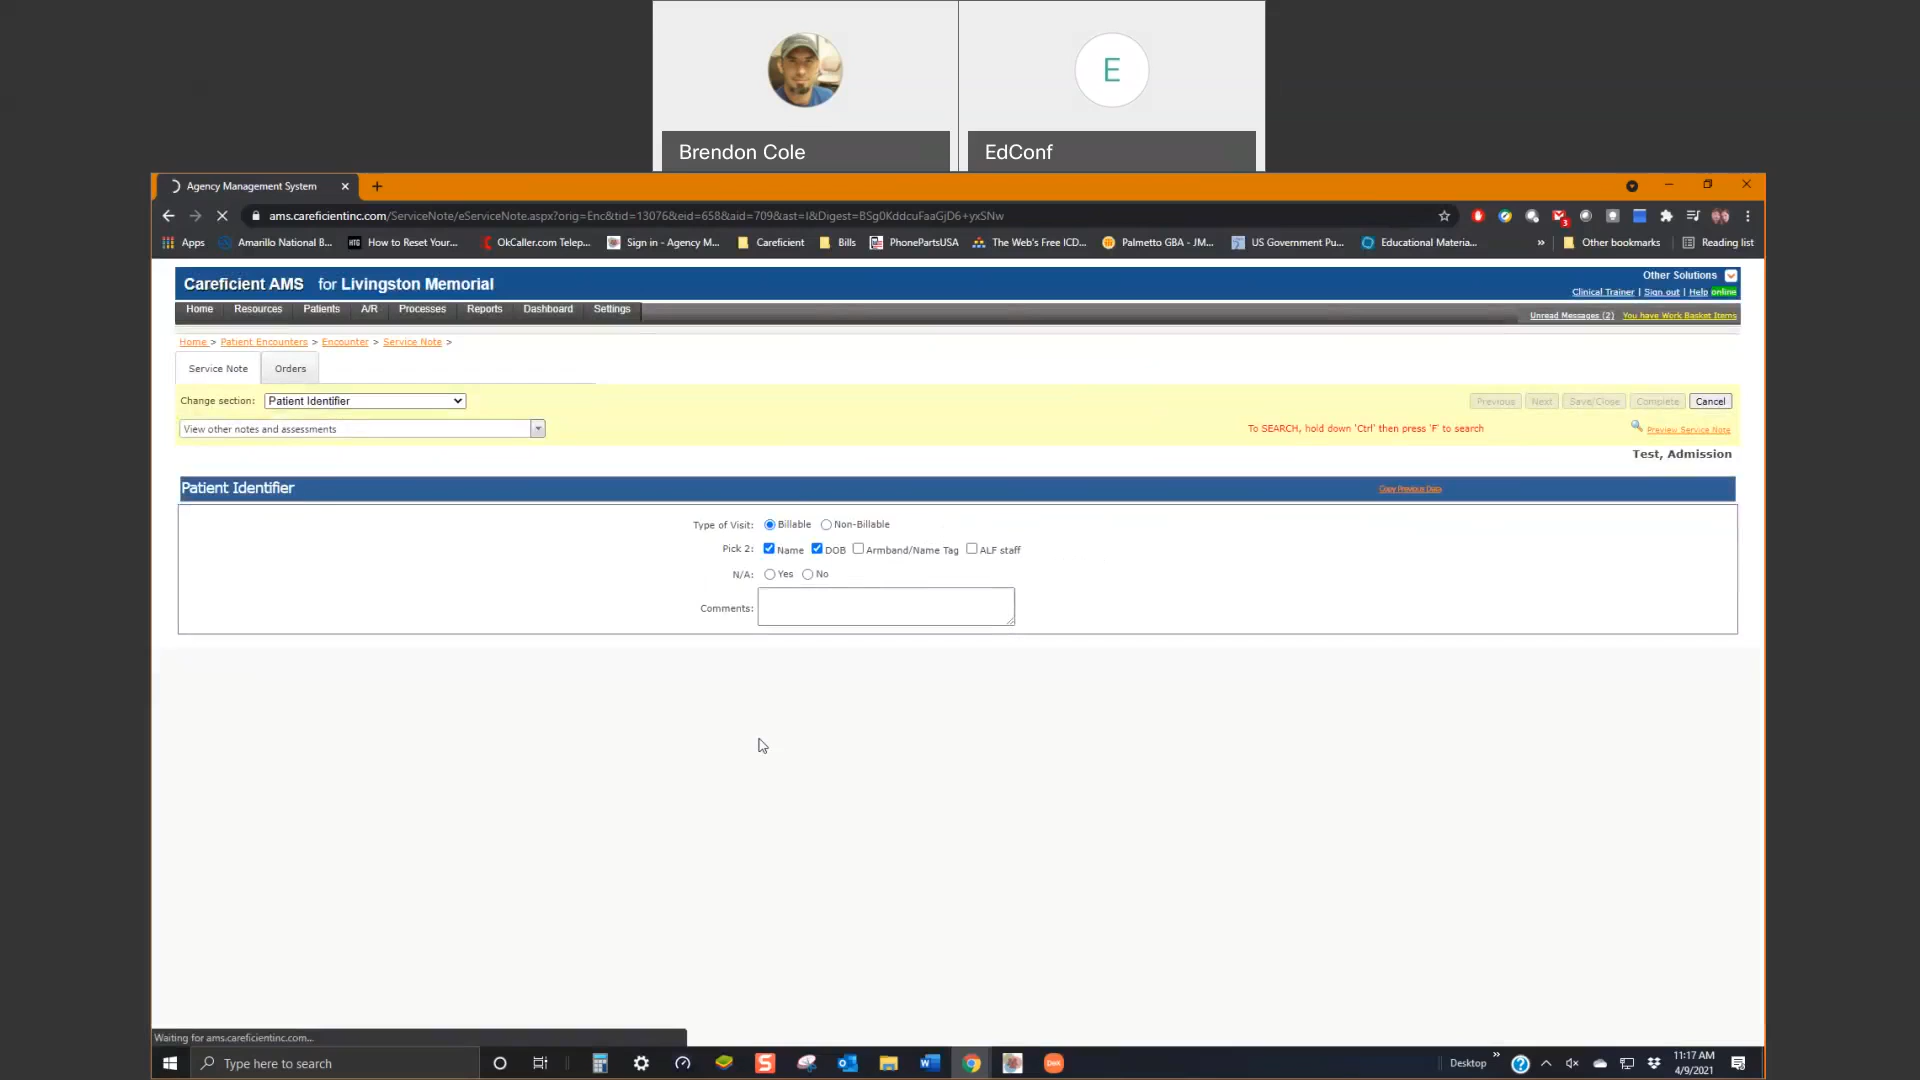 E
Brendon Cole
EdConf
Agency Management System
ams.careficientinc.com/ServiceNote/eServiceNote.aspx?orig=Enc&tid=13076&eid=658&aid=709&ast=I&Digest=BSg0KddcuFaaGjD6+yxSNw
Apps Amarillo National B... HTG How to Reset Your... OkCaller.com Telep... Sign in - Agency M... Careficient Bills PhonePartsUSA The Web's Free ICD... Palmetto GBA - JM... US Government Pu... Educational Materia... » Other bookmarks Reading list
Careficient AMS for Livingston Memorial
Other Solutions
Clinical Trainer | Sign out | Help online
Home Resources Patients A/R Processes Reports Dashboard Settings
Unread Messages (2) You have Work Basket Items
Home > Patient Encounters > Encounter > Service Note >
Service Note Orders
Change section: Patient Identifier
Previous Next Save/Close Complete Cancel
View other notes and assessments
To SEARCH, hold down 'Ctrl' then press 'F' to search
Preview Service Note
Test, Admission
Patient Identifier
Copy Previous Data
Type of Visit: Billable Non-Billable
Pick 2: Name DOB Armband/Name Tag ALF staff
N/A: Yes No
Comments:
Waiting for ams.careficientinc.com...
Type here to search
Desktop »
11:17 AM
4/9/2021